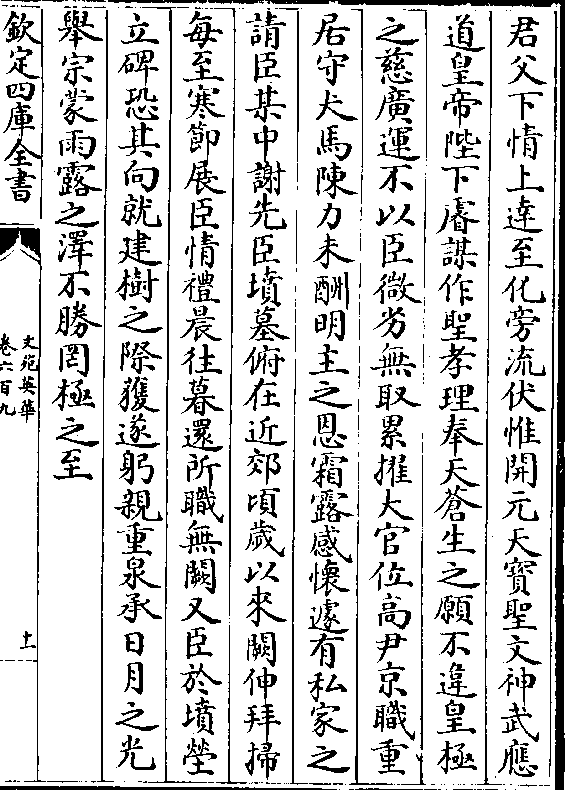 君父下情上達至化旁流伏惟開元天寳聖文神武應
道皇帝陛下睿謀作聖孝理奉天蒼生之願不違皇極
之慈廣運不以臣微劣無取累擢大官位高尹京職重
居守犬馬陳力未酬明主之恩霜露感懷遽有私家之
請臣某中謝先臣墳墓俯在近郊頃歲以來闕伸拜掃
每至寒節展臣情禮晨往暮還所職無闕又臣於墳塋
立碑恐其向就建樹之際獲遂躬親重泉承日月之光
舉宗蒙雨露之澤不勝罔極之至
欽定四庫全書
文苑英華
卷六百九
十一